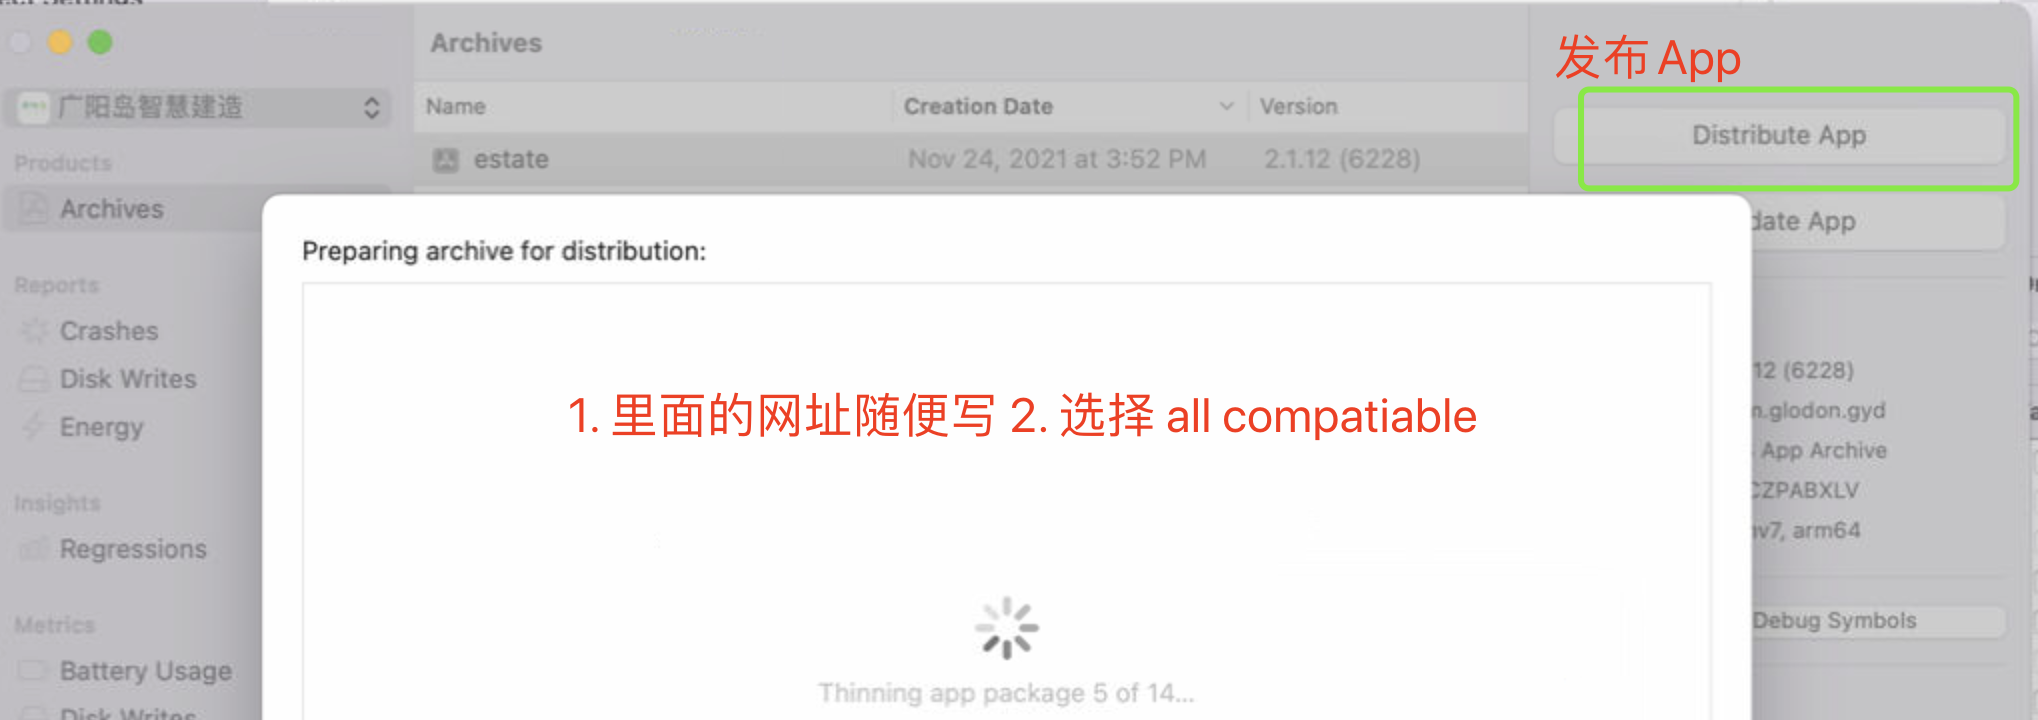 Archives
发布 App
广阳岛智慧建造
Name
Creation Date
Version
Distribute App
Products
estate
Nov 24, 2021 at 3:52 PM
2.1.12 (6228)
Archives
date App
Preparing archive for distribution:
Reports
Crashes
12 (6228)
Disk Writes
1. 里面的网址随便写 2. 选择 all compatiable
.glodon.gyd
Energy
App Archive
CZPABXLV
Insights
v7, arm64
Regressions
Metrics
Debug Symbols
Battery Usage
Thinning app package 5 of 14...
Disk Writes